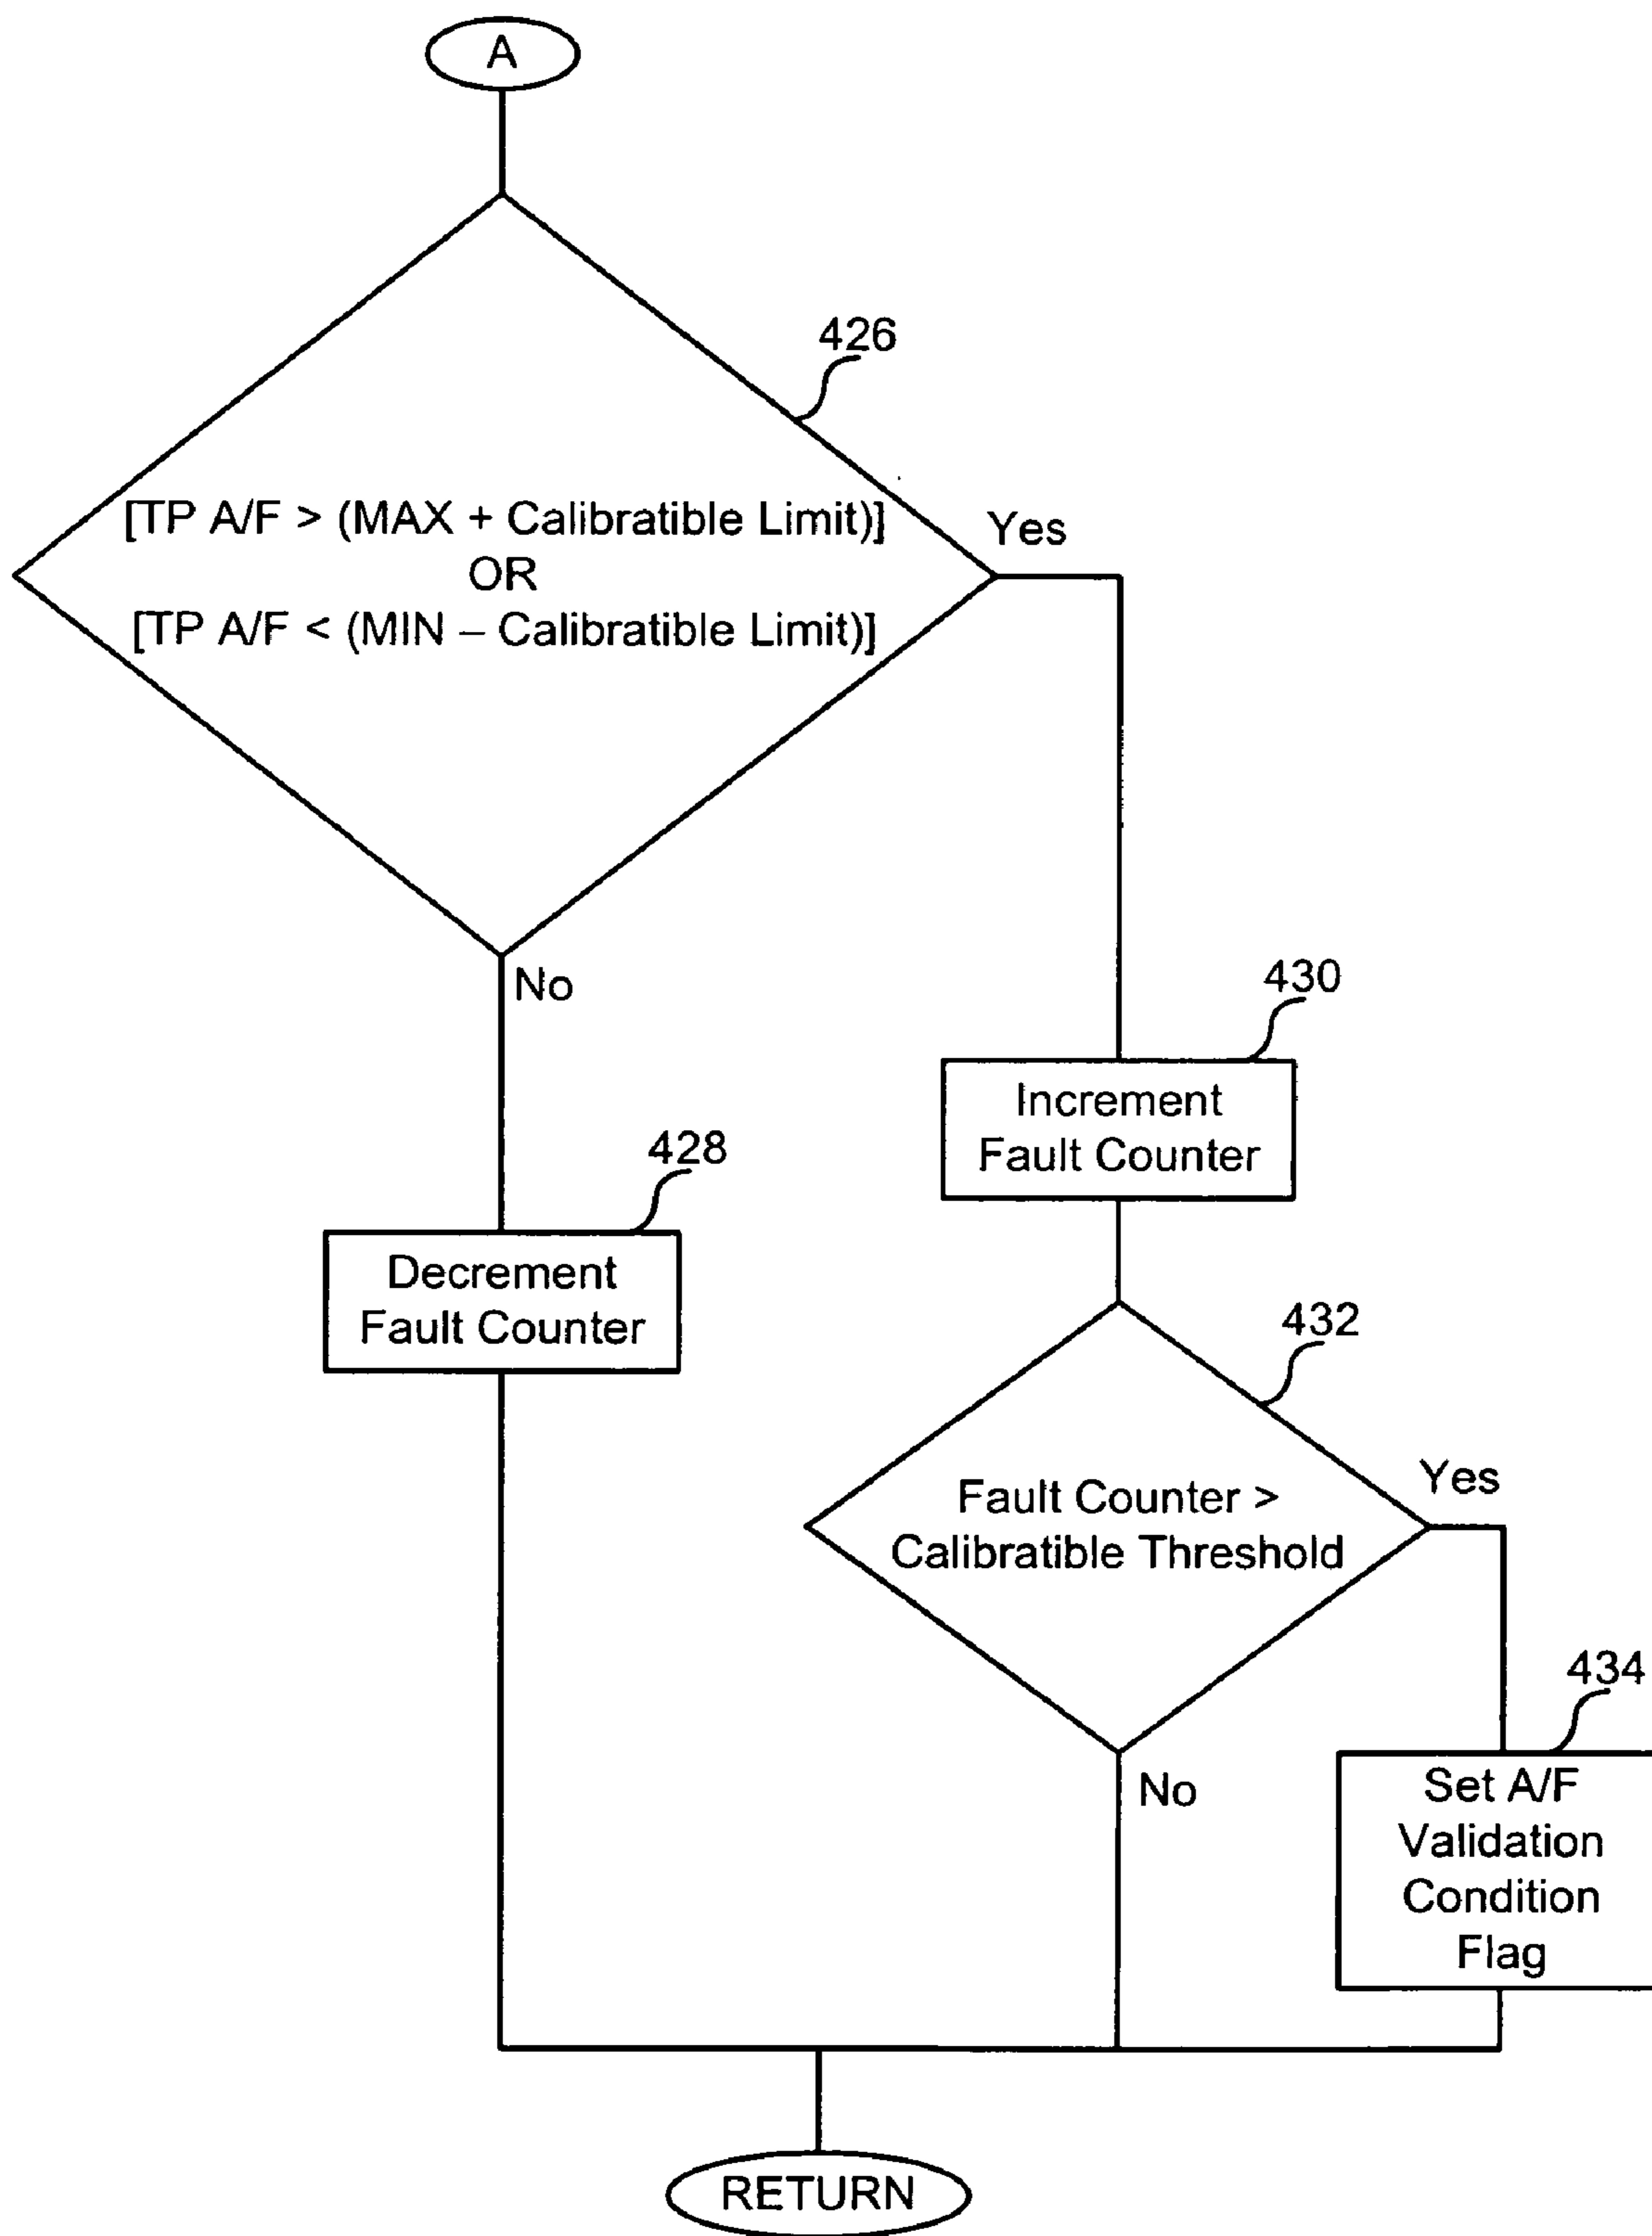 A
426
[TP A/F > (MAX + Calibratible Limit)]
OR
[TP A/F < (MIN – Calibratible Limit)]
Yes
No
430
Increment
Fault Counter
428
Decrement
Fault Counter
432
Fault Counter >
Calibratible Threshold
Yes
No
434
Set A/F
Validation
Condition
Flag
RETURN